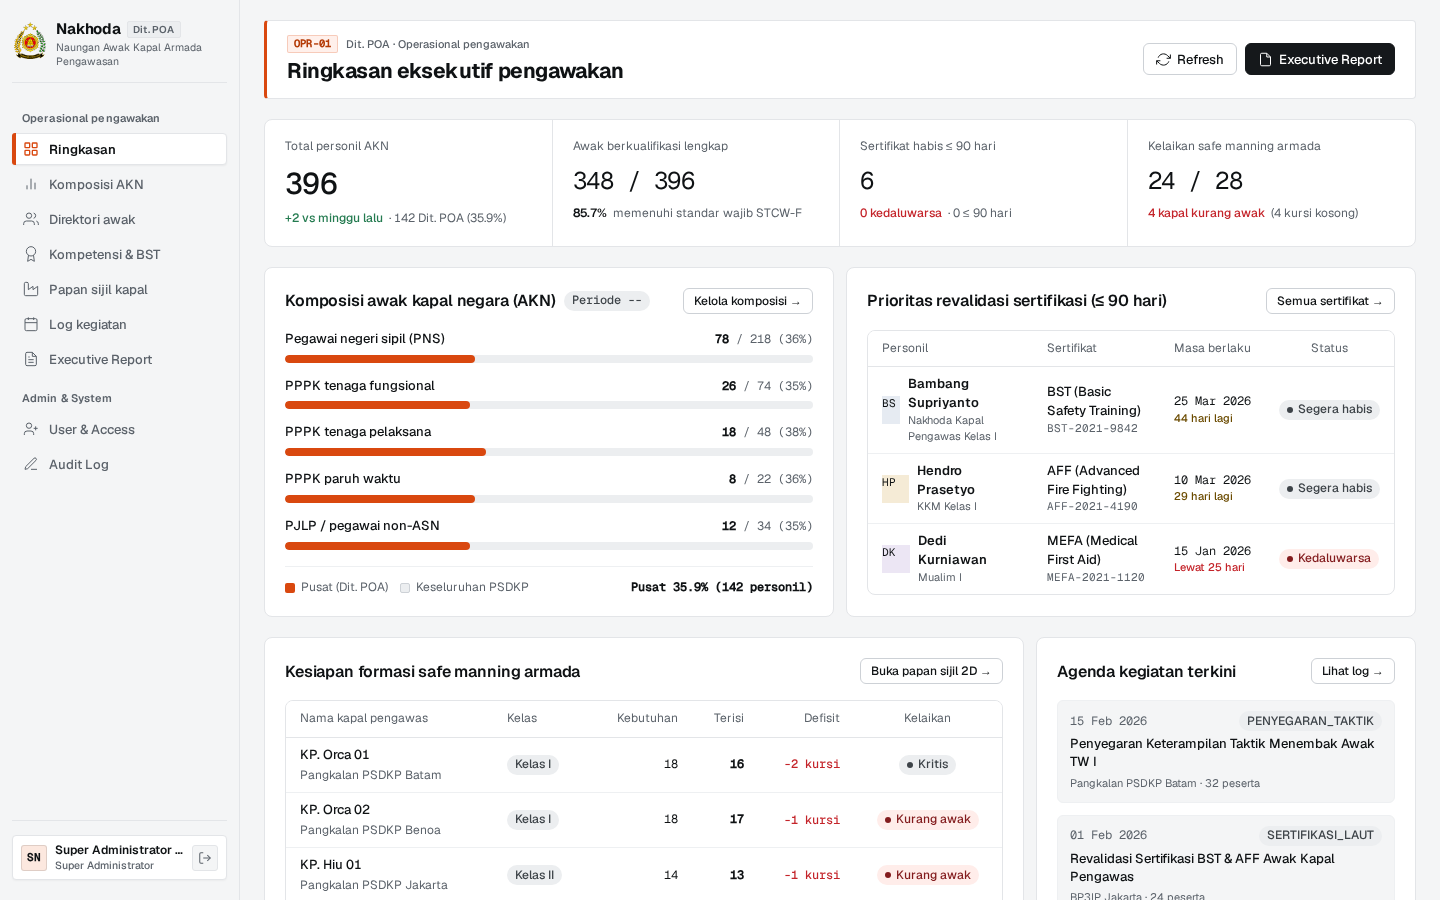 Nakhoda Dit. POA
Naungan Awak Kapal Armada
Pengawasan
Operasional pengawakan
Ringkasan
Komposisi AKN
Direktori awak
Kompetensi & BST
Papan sijil kapal
Log kegiatan
Executive Report
Admin & System
User & Access
Audit Log
SN
Super Administrator ...
Super Administrator
OPR-01 Dit. POA · Operasional pengawakan
Ringkasan eksekutif pengawakan
Refresh
Executive Report
Total personil AKN
396
+2 vs minggu lalu · 142 Dit. POA (35.9%)
Awak berkualifikasi lengkap
348 / 396
85.7% memenuhi standar wajib STCW-F
Sertifikat habis ≤ 90 hari
6
0 kedaluwarsa · 0 ≤ 90 hari
Kelaikan safe manning armada
24 / 28
4 kapal kurang awak (4 kursi kosong)
Komposisi awak kapal negara (AKN) Periode --
Kelola komposisi →
Pegawai negeri sipil (PNS) 78 / 218 (36%)
PPPK tenaga fungsional 26 / 74 (35%)
PPPK tenaga pelaksana 18 / 48 (38%)
PPPK paruh waktu 8 / 22 (36%)
PJLP / pegawai non-ASN 12 / 34 (35%)
Pusat (Dit. POA) Keseluruhan PSDKP Pusat 35.9% (142 personil)
Prioritas revalidasi sertifikasi (≤ 90 hari)
Semua sertifikat →
Personil Sertifikat Masa berlaku Status
BS
Bambang
Supriyanto
Nakhoda Kapal
Pengawas Kelas I
BST (Basic
Safety Training)
BST-2021-9842
25 Mar 2026
44 hari lagi
Segera habis
HP
Hendro
Prasetyo
KKM Kelas I
AFF (Advanced
Fire Fighting)
AFF-2021-4190
10 Mar 2026
29 hari lagi
Segera habis
DK
Dedi
Kurniawan
Mualim I
MEFA (Medical
First Aid)
MEFA-2021-1120
15 Jan 2026
Lewat 25 hari
Kedaluwarsa
Kesiapan formasi safe manning armada
Buka papan sijil 2D →
Nama kapal pengawas Kelas Kebutuhan Terisi Defisit Kelaikan
KP. Orca 01
Pangkalan PSDKP Batam
Kelas I 18 16 -2 kursi Kritis
KP. Orca 02
Pangkalan PSDKP Benoa
Kelas I 18 17 -1 kursi Kurang awak
KP. Hiu 01
Pangkalan PSDKP Jakarta
Kelas II 14 13 -1 kursi Kurang awak
Agenda kegiatan terkini
Lihat log →
15 Feb 2026 PENYEGARAN_TAKTIK
Penyegaran Keterampilan Taktik Menembak Awak
TW I
Pangkalan PSDKP Batam · 32 peserta
01 Feb 2026 SERTIFIKASI_LAUT
Revalidasi Sertifikasi BST & AFF Awak Kapal
Pengawas
BP3IP Jakarta · 24 peserta